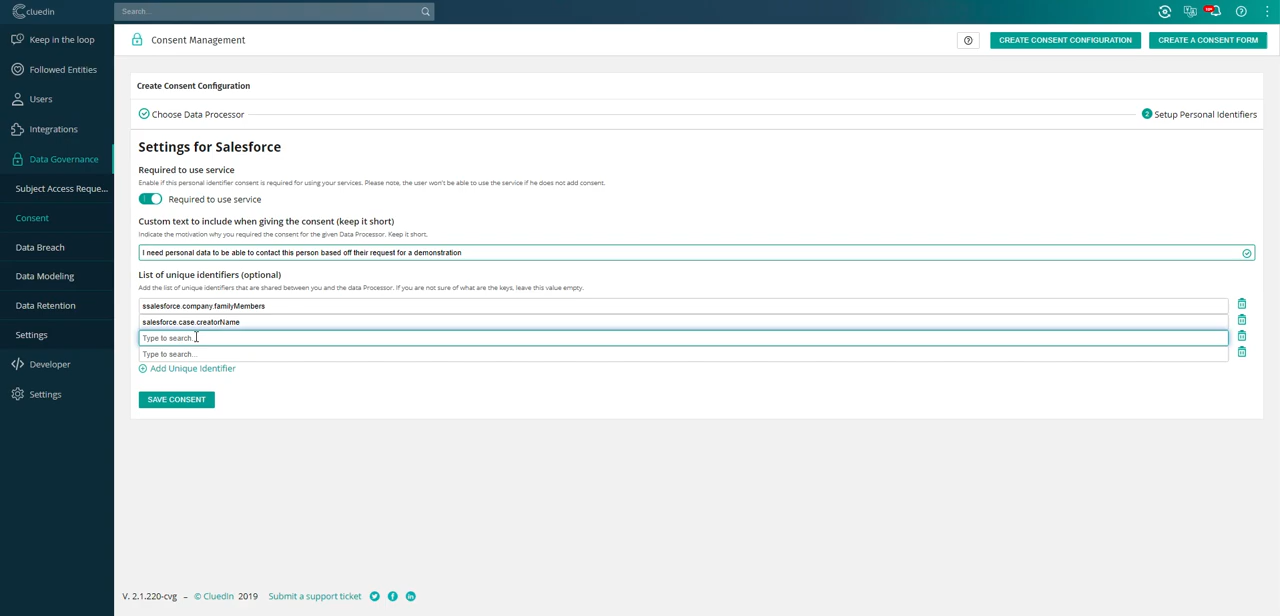 cluedin
Search...
10+
Keep in the loop
Followed Entities
Users
Integrations
Data Governance
Subject Access Reque...
Consent
Data Breach
Data Modeling
Data Retention
Settings
Developer
Settings
Consent Management
CREATE CONSENT CONFIGURATION
CREATE A CONSENT FORM
Create Consent Configuration
Choose Data Processor
2 Setup Personal Identifiers
Settings for Salesforce
Required to use service
Enable if this personal identifier consent is required for using your services. Please note, the user won't be able to use the service if he does not add consent.
Required to use service
Custom text to include when giving the consent (keep it short)
Indicate the motivation why you required the consent for the given Data Processor. Keep it short.
I need personal data to be able to contact this person based off their request for a demonstration
List of unique identifiers (optional)
Add the list of unique identifiers that are shared between you and the data Processor. If you are not sure of what are the keys, leave this value empty.
ssalesforce.company.familyMembers
salesforce.case.creatorName
Type to search...
Type to search...
Add Unique Identifier
SAVE CONSENT
V. 2.1.220-cvg – © CluedIn 2019 Submit a support ticket